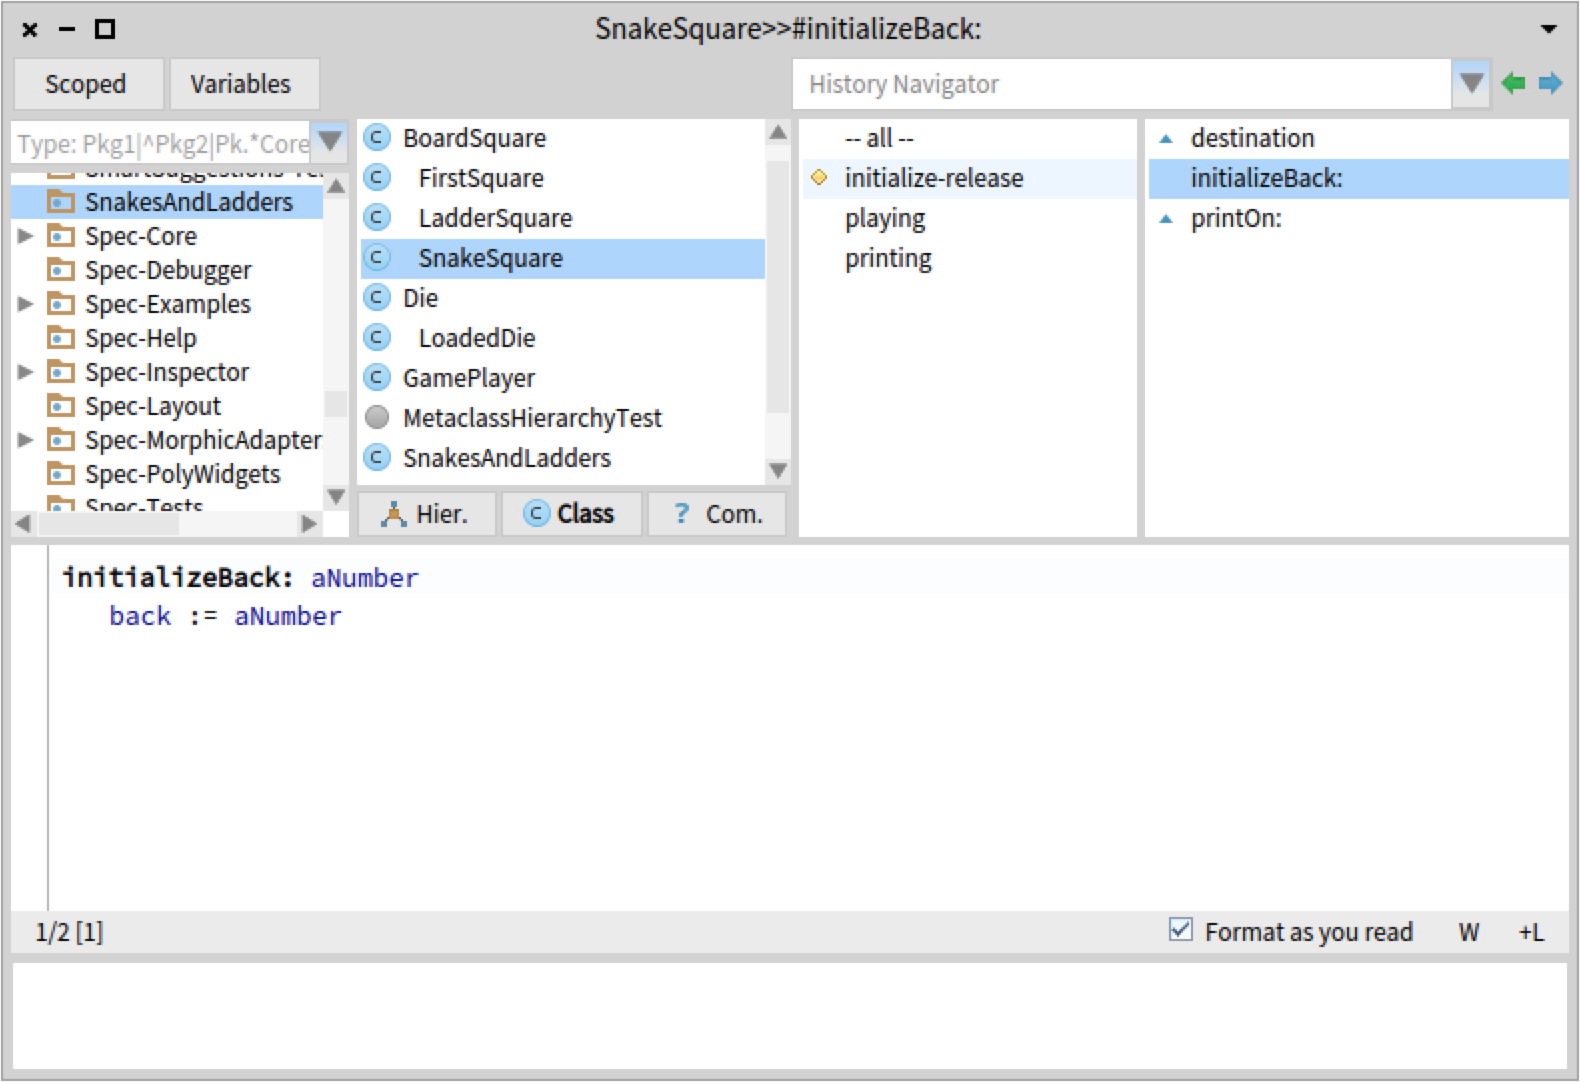 SnakeSquare>>#initializeBack:
Scoped
Variables
History Navigator
Type: Pkg1|^Pkg2|Pk.*Core
SnakesAndLadders
Spec-Core
Spec-Debugger
Spec-Examples
Spec-Help
Spec-Inspector
Spec-Layout
Spec-MorphicAdapter
Spec-PolyWidgets
Spec-Tests
C BoardSquare
C FirstSquare
C LadderSquare
C SnakeSquare
C Die
C LoadedDie
C GamePlayer
MetaclassHierarchyTest
C SnakesAndLadders
Hier.
C Class
? Com.
-- all --
initialize-release
playing
printing
destination
initializeBack:
printOn:
initializeBack: aNumber
back := aNumber
1/2 [1]
Format as you read
W
+L